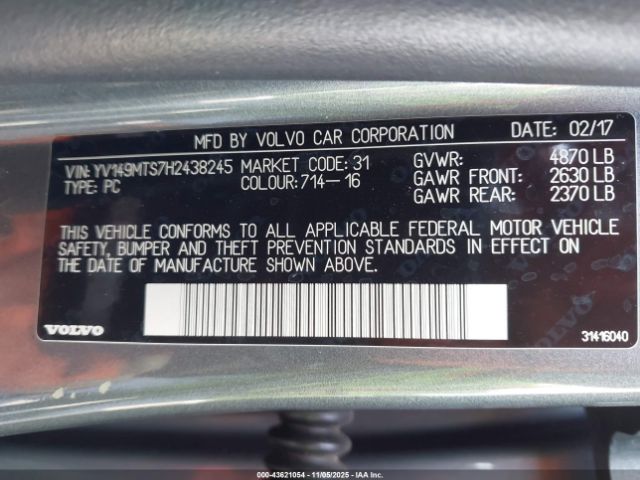 MFD BY VOLVO CAR CORPORATION DATE: 02/17
VIN: YV149MTS7H2438245 MARKET CODE: 31 GVWR: 4870 LB
TYPE: PC COLOUR: 714-16 GAWR FRONT: 2630 LB
GAWR REAR: 2370 LB
THIS VEHICLE CONFORMS TO ALL APPLICABLE FEDERAL MOTOR VEHICLE
SAFETY, BUMPER AND THEFT PREVENTION STANDARDS IN EFFECT ON
THE DATE OF MANUFACTURE SHOWN ABOVE.
VOLVO 31416040
000-43621054 - 11/05/2025 - IAAI.com